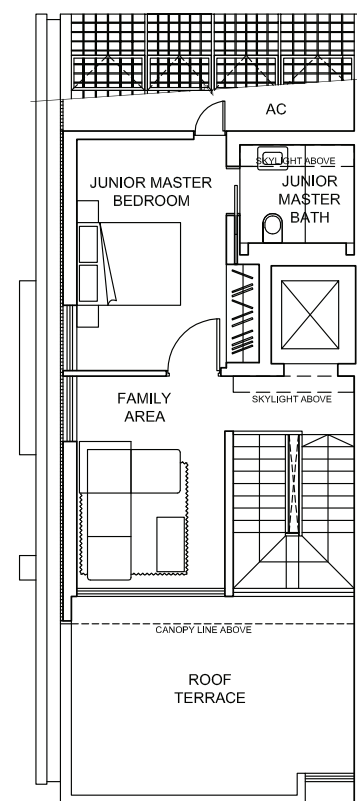 AC
SKYLIGHT ABOVE
JUNIOR MASTER
BEDROOM
JUNIOR
MASTER
BATH
FAMILY
AREA
SKYLIGHT ABOVE
CANOPY LINE ABOVE
ROOF
TERRACE